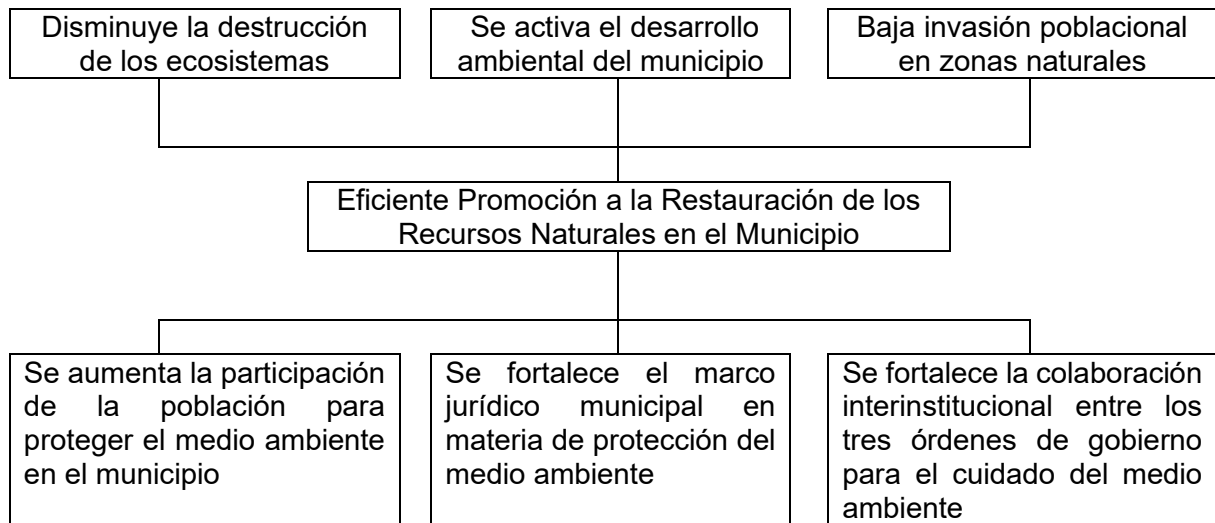 Disminuye la destrucción
de los ecosistemas
Se activa el desarrollo
ambiental del municipio
Baja invasión poblacional
en zonas naturales
Eficiente Promoción a la Restauración de los
Recursos Naturales en el Municipio
Se aumenta la participación
de la población para
proteger el medio ambiente
en el municipio
Se fortalece el marco
jurídico municipal en
materia de protección del
medio ambiente
Se fortalece la colaboración
interinstitucional entre los
tres órdenes de gobierno
para el cuidado del medio
ambiente